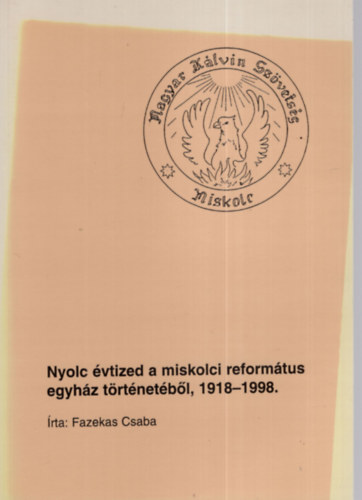 Magyar Kálvin Szövetség
Miskolc
Nyolc évtized a miskolci református
egyház történetéből, 1918–1998.
Írta: Fazekas Csaba